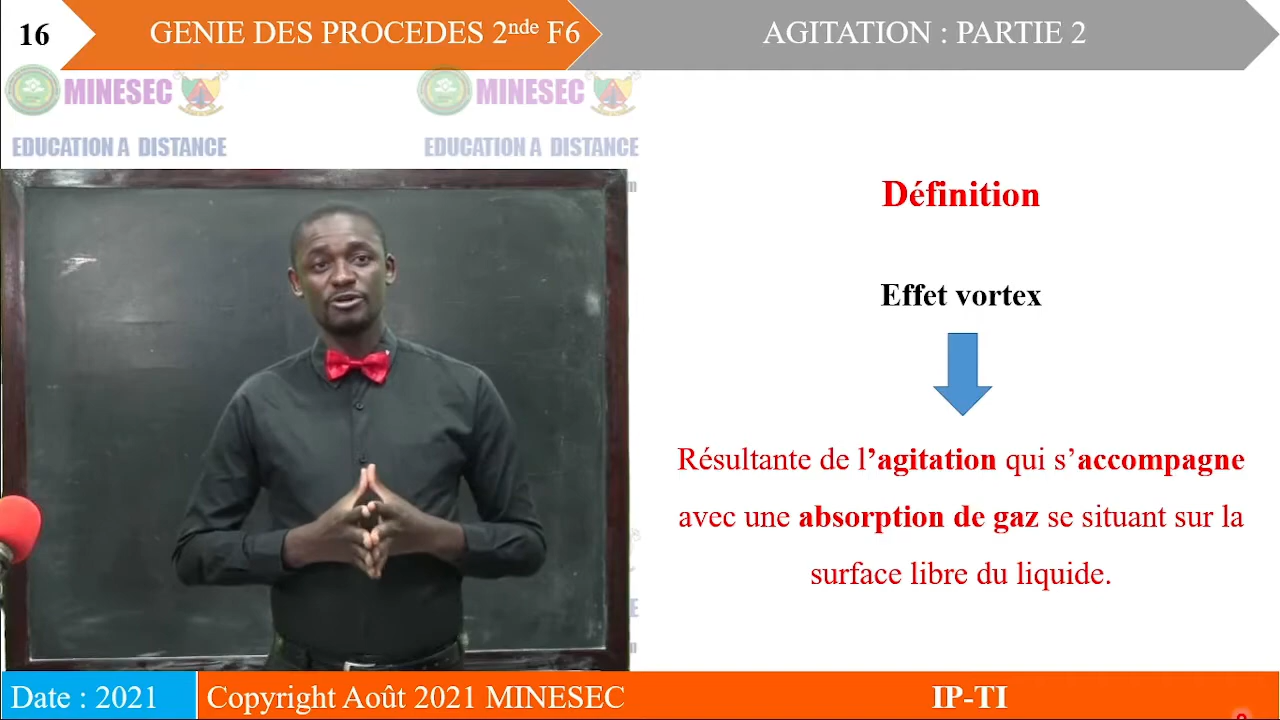 16
GENIE DES PROCEDES 2nde F6
AGITATION : PARTIE 2
MINESEC
MINESEC
EDUCATION A DISTANCE
EDUCATION A DISTANCE
Définition
Effet vortex
Résultante de l’agitation qui s’accompagne
avec une absorption de gaz se situant sur la
surface libre du liquide.
Date : 2021
Copyright Août 2021 MINESEC
IP-TI